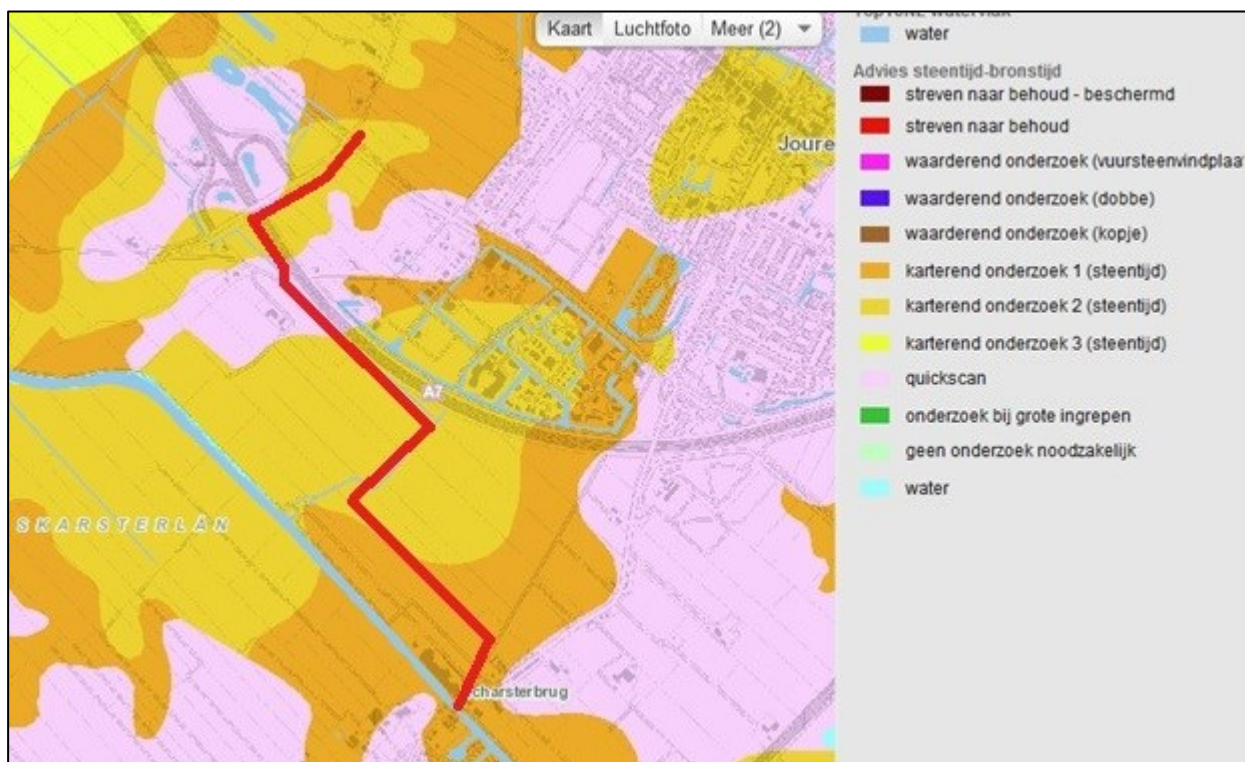 Kaart Luchtfoto Meer (2)
Joure
A7
SKARSTERLÂN
charsterbrug
water
Advies steentijd-bronstijd
streven naar behoud - beschermd
streven naar behoud
waarderend onderzoek (vuursteenvindplaa
waarderend onderzoek (dobbe)
waarderend onderzoek (kopje)
karterend onderzoek 1 (steentijd)
karterend onderzoek 2 (steentijd)
karterend onderzoek 3 (steentijd)
quickscan
onderzoek bij grote ingrepen
geen onderzoek noodzakelijk
water